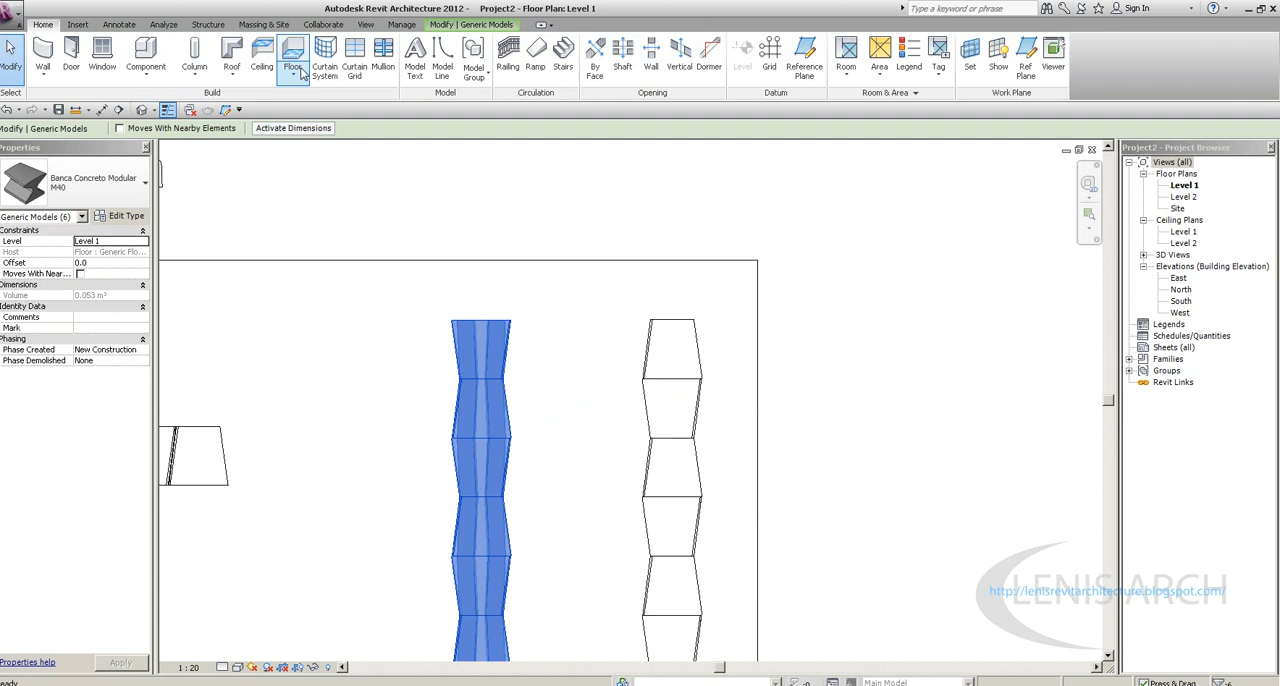 Autodesk Revit Architecture 2012 - Project2 - Floor Plan: Level 1
Type a keyword or phrase
Sign In
Home Insert Annotate Analyze Structure Massing & Site Collaborate View Manage Modify | Generic Models
Modify Wall Door Window Component Column Roof Ceiling Floor Curtain System Curtain Grid Mullion Model Text Model Line Model Group Railing Ramp Stairs By Face Shaft Wall Vertical Dormer Level Grid Reference Plane Room Area Legend Tag Set Show Ref Plane Viewer
Select Build Model Circulation Opening Datum Room & Area Work Plane
Modify | Generic Models Moves With Nearby Elements Activate Dimensions
Properties
Banca Concreto Modular
M40
Generic Models (6) Edit Type
Constraints
Level Level 1
Host Floor : Generic Flo...
Offset 0.0
Moves With Near...
Dimensions
Volume 0.053 m³
Identity Data
Comments
Mark
Phasing
Phase Created New Construction
Phase Demolished None
Properties help Apply
2D
Project2 - Project Browser
Views (all)
Floor Plans
Level 1
Level 2
Site
Ceiling Plans
Level 1
Level 2
3D Views
Elevations (Building Elevation)
East
North
South
West
Legends
Schedules/Quantities
Sheets (all)
Families
Groups
Revit Links
LENIS ARCH
http://lenisrevitarchitecture.blogspot.com/
1 : 20
eady
:0
Main Model
Press & Drag
:6